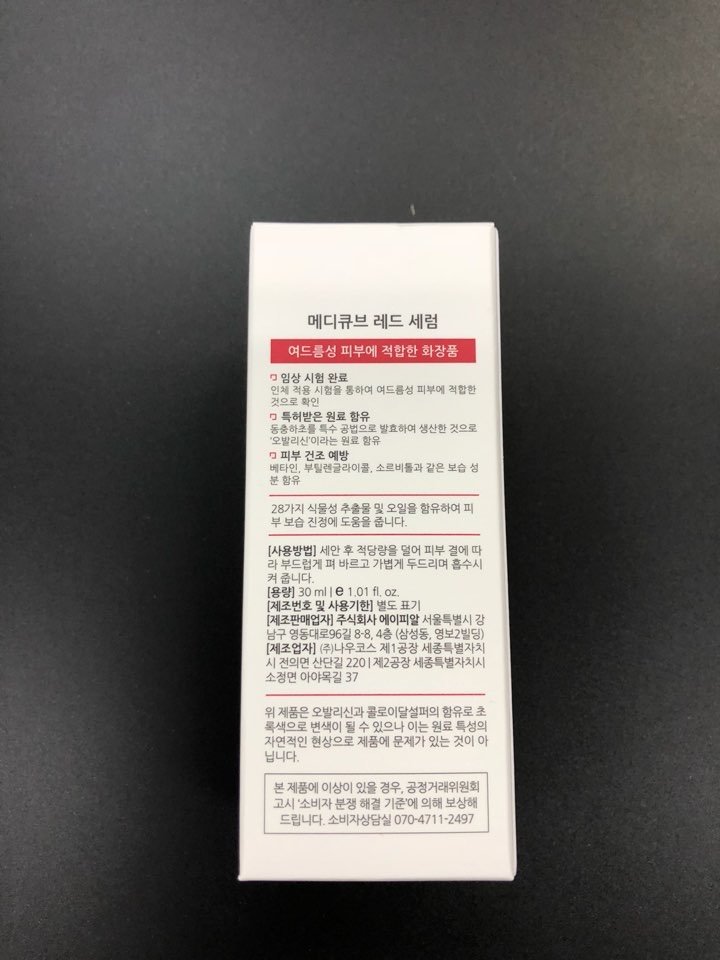 메디큐브 레드 세럼
여드름성 피부에 적합한 화장품
임상 시험 완료
인체 적용 시험을 통하여 여드름성 피부에 적합한
것으로 확인
특허받은 원료 함유
동충하초를 특수 공법으로 발효하여 생산한 것으로
'오발리신'이라는 원료 함유
피부 건조 예방
베타인, 부틸렌글라이콜, 소르비톨과 같은 보습 성
분 함유
28가지 식물성 추출물 및 오일을 함유하여 피
부 보습 진정에 도움을 줍니다.
[사용방법] 세안 후 적당량을 덜어 피부 결에 따
라 부드럽게 펴 바르고 가볍게 두드리며 흡수시
켜 줍니다.
[용량] 30 ml | e 1.01 fl. oz.
[제조번호 및 사용기한] 별도 표기
[제조판매업자] 주식회사 에이피알 서울특별시 강
남구 영동대로96길 8-8, 4층 (삼성동, 영보2빌딩)
[제조업자] (주)나우코스 제1공장 세종특별자치
시 전의면 산단길 220 | 제2공장 세종특별자치시
소정면 아야목길 37
위 제품은 오발리신과 콜로이달설퍼의 함유로 초
록색으로 변색이 될 수 있으나 이는 원료 특성의
자연적인 현상으로 제품에 문제가 있는 것이 아
닙니다.
본 제품에 이상이 있을 경우, 공정거래위원회
고시 '소비자 분쟁 해결 기준'에 의해 보상해
드립니다. 소비자상담실 070-4711-2497